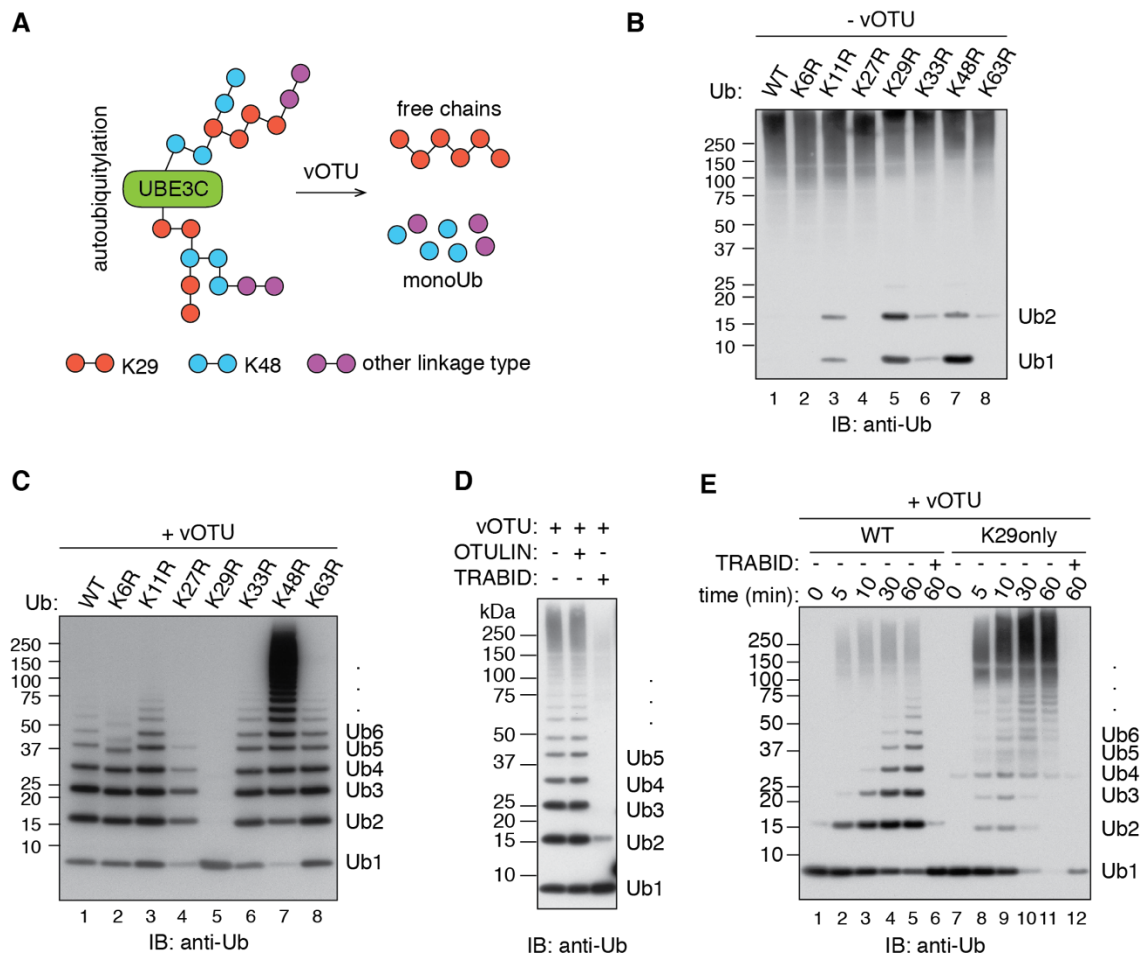 A
autoubiquitylation
UBE3C
vOTU
free chains
monoUb
K29
K48
other linkage type
B
- vOTU
Ub: WT K6R K11R K27R K29R K33R K48R K63R
250
150
100
75
50
37
25
20
15
10
Ub2
Ub1
1 2 3 4 5 6 7 8
IB: anti-Ub
C
+ vOTU
Ub: WT K6R K11R K27R K29R K33R K48R K63R
250
150
100
75
50
37
25
20
15
10
.
.
.
Ub6
Ub5
Ub4
Ub3
Ub2
Ub1
1 2 3 4 5 6 7 8
IB: anti-Ub
D
vOTU: + + +
OTULIN: - + -
TRABID: - - +
kDa
250
150
100
75
50
37
25
20
15
10
.
.
.
Ub5
Ub4
Ub3
Ub2
Ub1
IB: anti-Ub
E
+ vOTU
WT K29only
TRABID: - - - - - + - - - - - +
time (min): 0 5 10 30 60 60 0 5 10 30 60 60
250
150
100
75
50
37
25
20
15
10
.
.
.
Ub6
Ub5
Ub4
Ub3
Ub2
Ub1
1 2 3 4 5 6 7 8 9 10 11 12
IB: anti-Ub